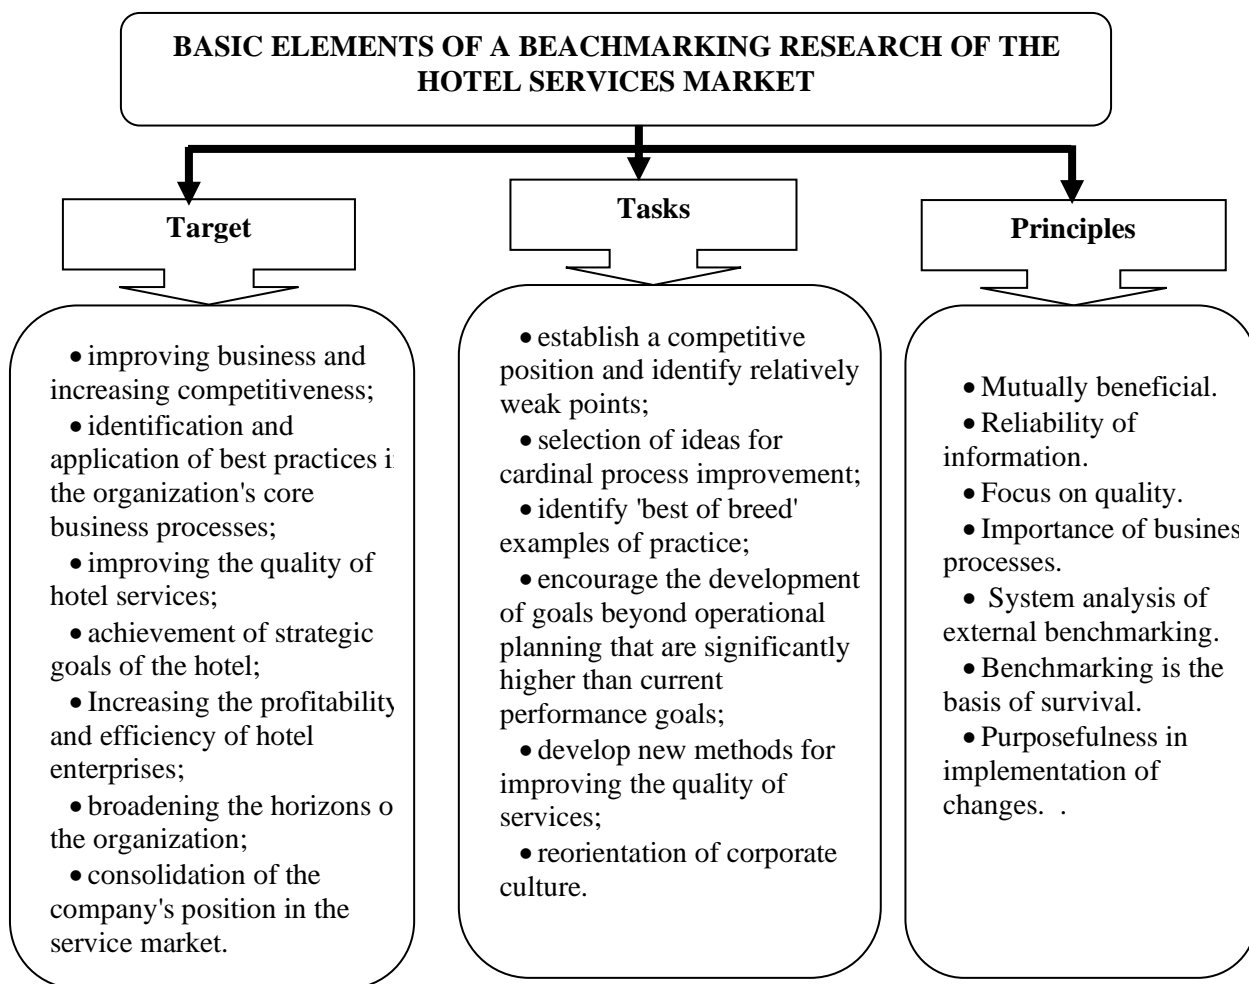 BASIC ELEMENTS OF A BEACHMARKING RESEARCH OF THE
HOTEL SERVICES MARKET
Target
• improving business and
increasing competitiveness;
• identification and
application of best practices i
the organization's core
business processes;
• improving the quality of
hotel services;
• achievement of strategic
goals of the hotel;
• Increasing the profitability
and efficiency of hotel
enterprises;
• broadening the horizons o
the organization;
• consolidation of the
company's position in the
service market.
Tasks
• establish a competitive
position and identify relatively
weak points;
• selection of ideas for
cardinal process improvement;
• identify 'best of breed'
examples of practice;
• encourage the development
of goals beyond operational
planning that are significantly
higher than current
performance goals;
• develop new methods for
improving the quality of
services;
• reorientation of corporate
culture.
Principles
• Mutually beneficial.
• Reliability of
information.
• Focus on quality.
• Importance of busines
processes.
• System analysis of
external benchmarking.
• Benchmarking is the
basis of survival.
• Purposefulness in
implementation of
changes. .